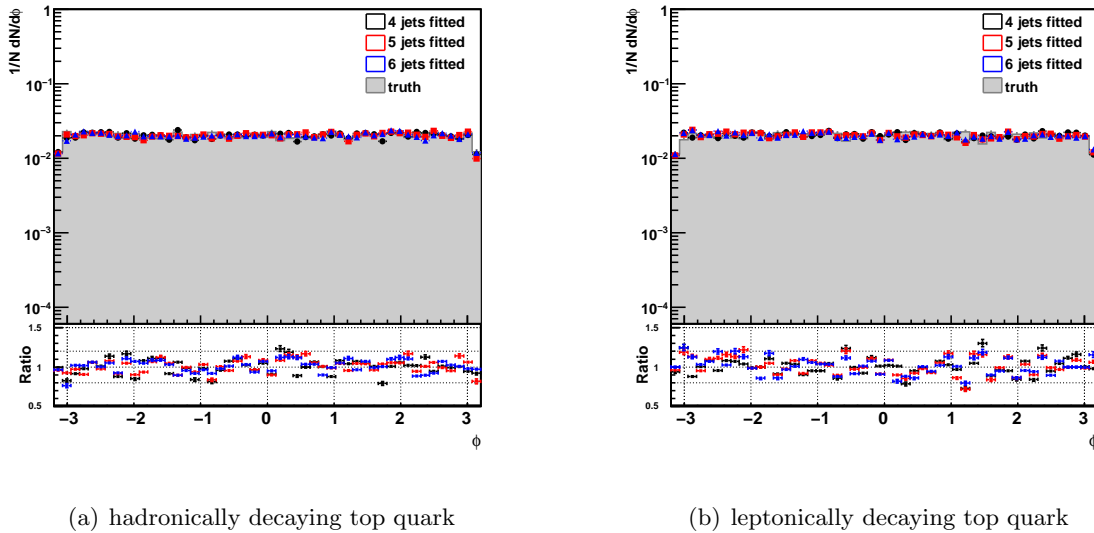 1/N dN/dϕ
1
10⁻¹
10⁻²
10⁻³
10⁻⁴
4 jets fitted
5 jets fitted
6 jets fitted
truth
Ratio
1.5
1
0.5
−3 −2 −1 0 1 2 3
ϕ
(a) hadronically decaying top quark
1/N dN/dϕ
1
10⁻¹
10⁻²
10⁻³
10⁻⁴
4 jets fitted
5 jets fitted
6 jets fitted
truth
Ratio
1.5
1
0.5
−3 −2 −1 0 1 2 3
ϕ
(b) leptonically decaying top quark